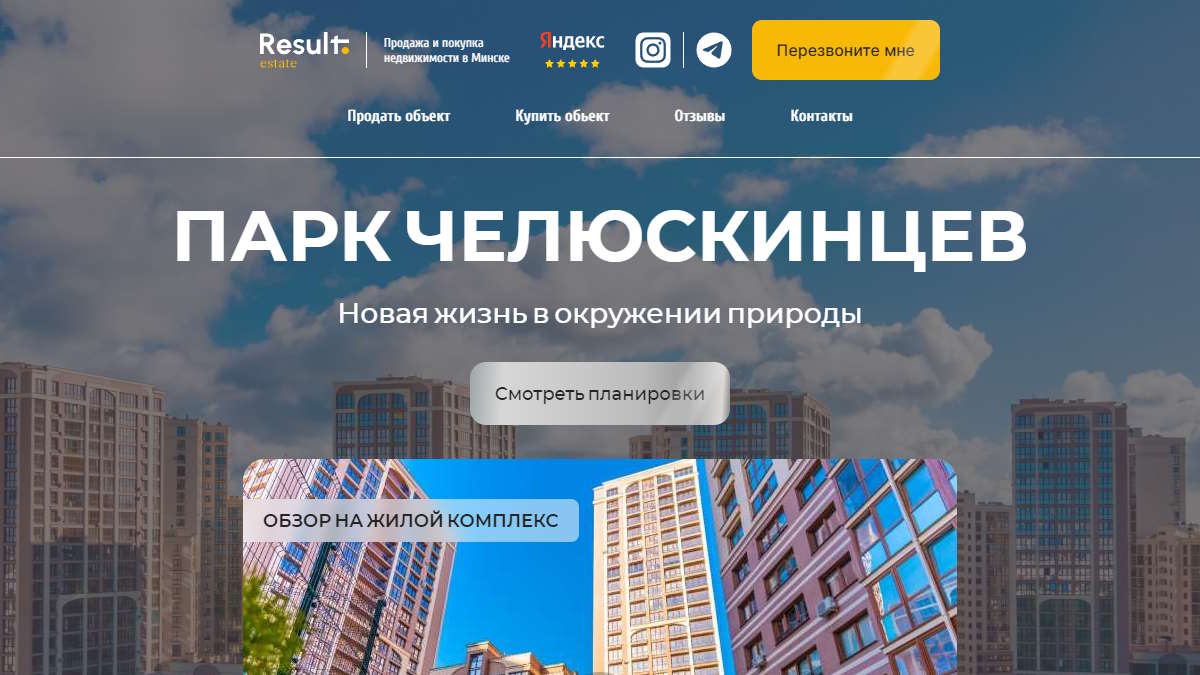 Result.
estate
Продажа и покупка
недвижимости в Минске
Яндекс
Перезвоните мне
Продать объект
Купить обьект
Отзывы
Контакты
ПАРК ЧЕЛЮСКИНЦЕВ
Новая жизнь в окружении природы
Смотреть планировки
ОБЗОР НА ЖИЛОЙ КОМПЛЕКС